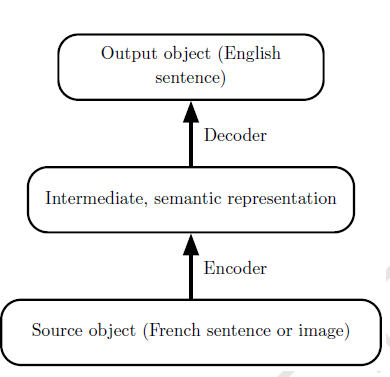 Output object (English
sentence)
Decoder
Intermediate, semantic representation
Encoder
Source object (French sentence or image)